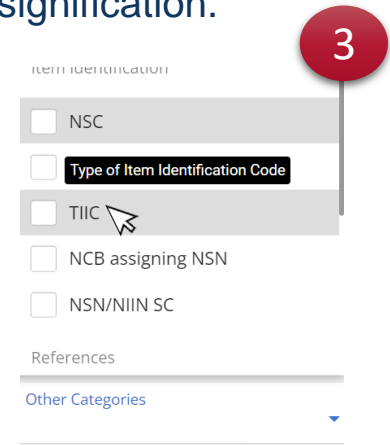 signification.
3
Item Identification
NSC
Type of Item Identification Code
TIIC
NCB assigning NSN
NSN/NIIN SC
References
Other Categories